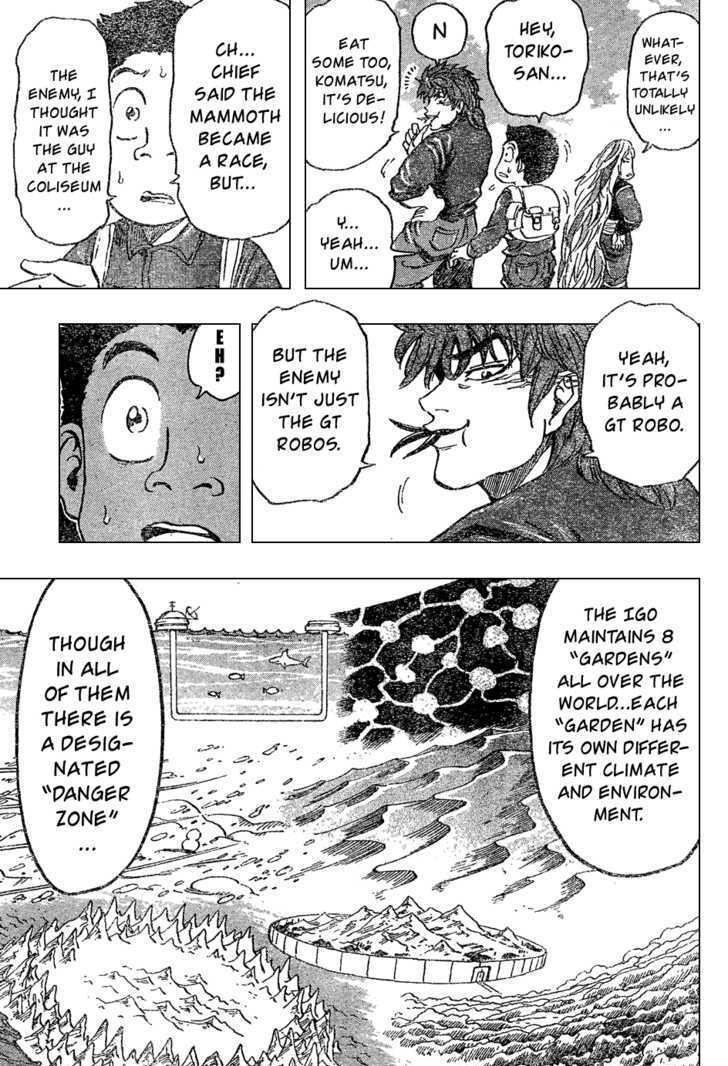 WHAT-
EVER,
THAT'S
TOTALLY
UNLIKELY
...
HEY,
TORIKO-
SAN...
N
EAT
SOME TOO,
KOMATSU,
IT'S DE-
LICIOUS!
Y...
YEAH...
UM...
CH...
CHIEF
SAID THE
MAMMOTH
BECAME
A RACE,
BUT...
THE
ENEMY, I
THOUGHT
IT WAS
THE GUY
AT THE
COLISEUM
...
YEAH,
IT'S PRO-
BABLY A
GT ROBO.
BUT THE
ENEMY
ISN'T JUST
THE GT
ROBOS.
EH?
THE IGO
MAINTAINS 8
"GARDENS"
ALL OVER THE
WORLD...EACH
"GARDEN" HAS
ITS OWN DIFFER-
ENT CLIMATE
AND ENVIRON-
MENT.
THOUGH
IN ALL
OF THEM
THERE IS
A DESIG-
NATED
"DANGER
ZONE"
...